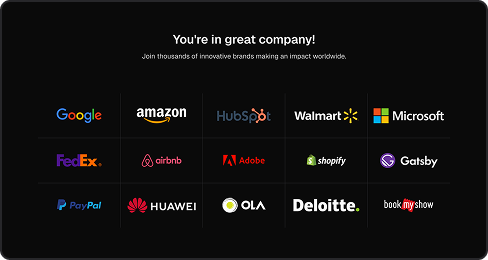 You're in great company!
Join thousands of innovative brands making an impact worldwide.
Google amazon HubSpot Walmart Microsoft
FedEx® airbnb Adobe shopify Gatsby
PayPal HUAWEI OLA Deloitte. bookmyshow